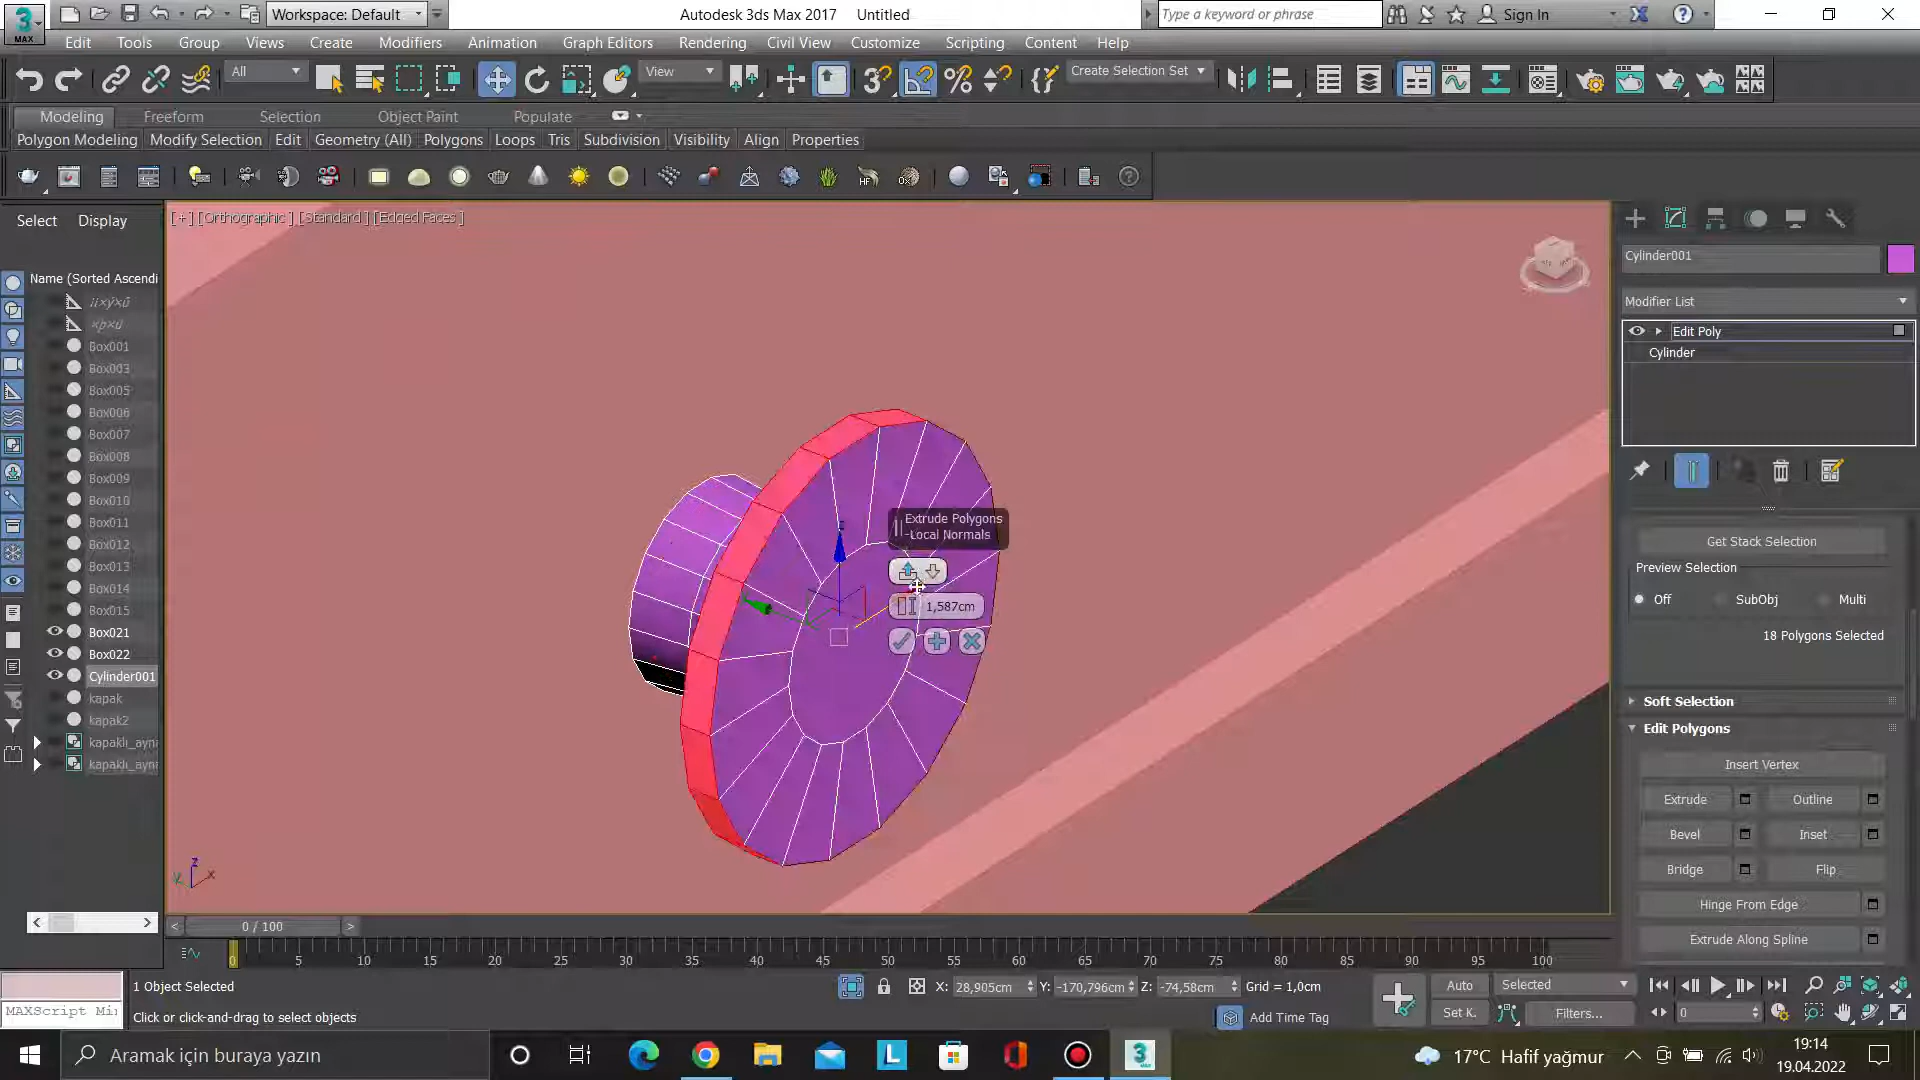 Workspace: Default
Autodesk 3ds Max 2017 Untitled
Type a keyword or phrase
Sign In
MAX
Edit Tools Group Views Create Modifiers Animation Graph Editors Rendering Civil View Customize Scripting Content Help
All
View
Create Selection Set
Modeling Freeform Selection Object Paint Populate
Polygon Modeling Modify Selection Edit Geometry (All) Polygons Loops Tris Subdivision Visibility Align Properties
Select Display
[+] [Orthographic] [Standard] [Edged Faces]
Name (Sorted Ascendi
Box001
Box003
Box005
Box006
Box007
Box008
Box009
Box010
Box011
Box012
Box013
Box014
Box015
Box021
Box022
Cylinder001
kapak
kapak2
kapaklı_ayna
kapaklı_ayna
Extrude Polygons
-Local Normals
1,587cm
Cylinder001
Modifier List
Edit Poly
Cylinder
Get Stack Selection
Preview Selection
Off SubObj Multi
18 Polygons Selected
Soft Selection
Edit Polygons
Insert Vertex
Extrude Outline
Bevel Inset
Bridge Flip
Hinge From Edge
Extrude Along Spline
0 / 100
0 5 10 15 20 25 30 35 40 45 50 55 60 65 70 75 80 85 90 95 100
1 Object Selected
X: 28,905cm Y: -170,796cm Z: -74,58cm Grid = 1,0cm
Auto Selected
MAXScript Mi
Click or click-and-drag to select objects
Add Time Tag
Set K. Filters...
0
Aramak için buraya yazın
17°C Hafif yağmur
19:14
19.04.2022